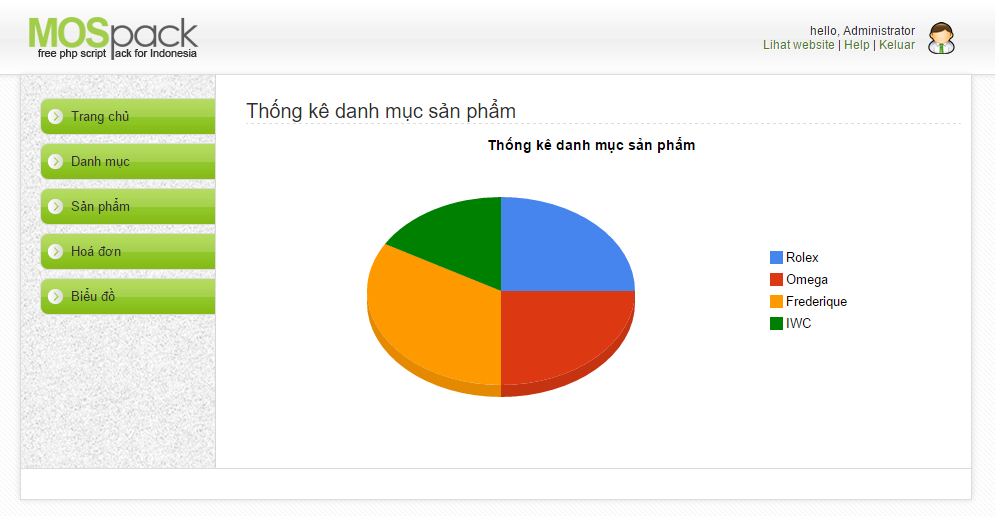 MOSpack
free php script pack for Indonesia
hello, Administrator
Lihat website | Help | Keluar
Trang chủ
Danh mục
Sản phẩm
Hoá đơn
Biểu đồ
Thống kê danh mục sản phẩm
Thống kê danh mục sản phẩm
Rolex
Omega
Frederique
IWC